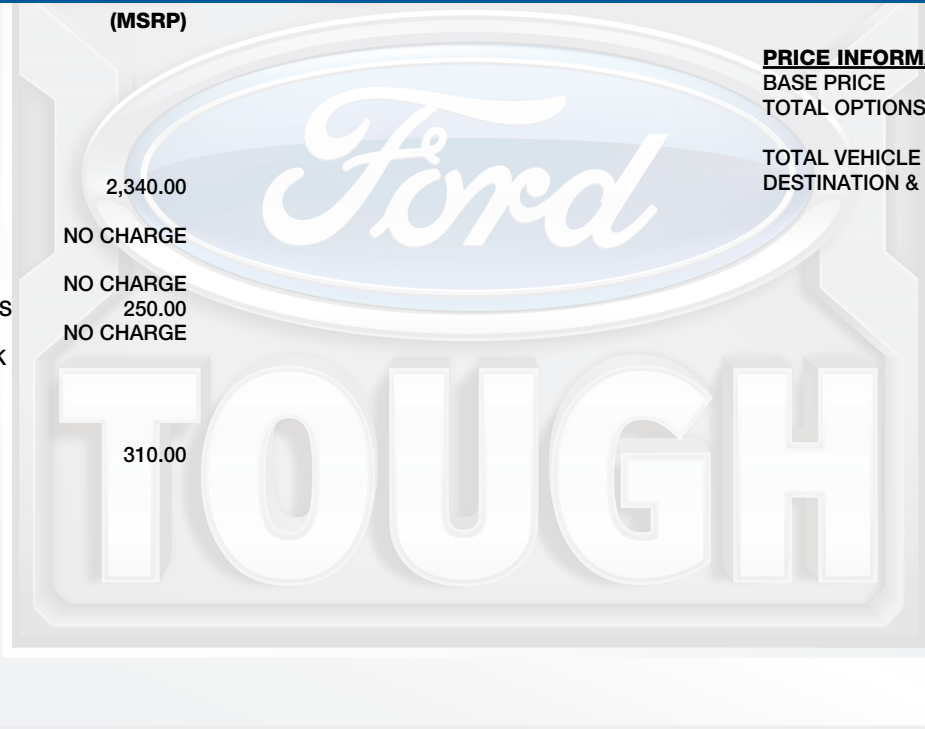 (MSRP)
2,340.00
NO CHARGE
NO CHARGE
S 250.00
NO CHARGE
K
310.00
PRICE INFORMA
BASE PRICE
TOTAL OPTIONS
TOTAL VEHICLE
DESTINATION &
Ford
TOUGH